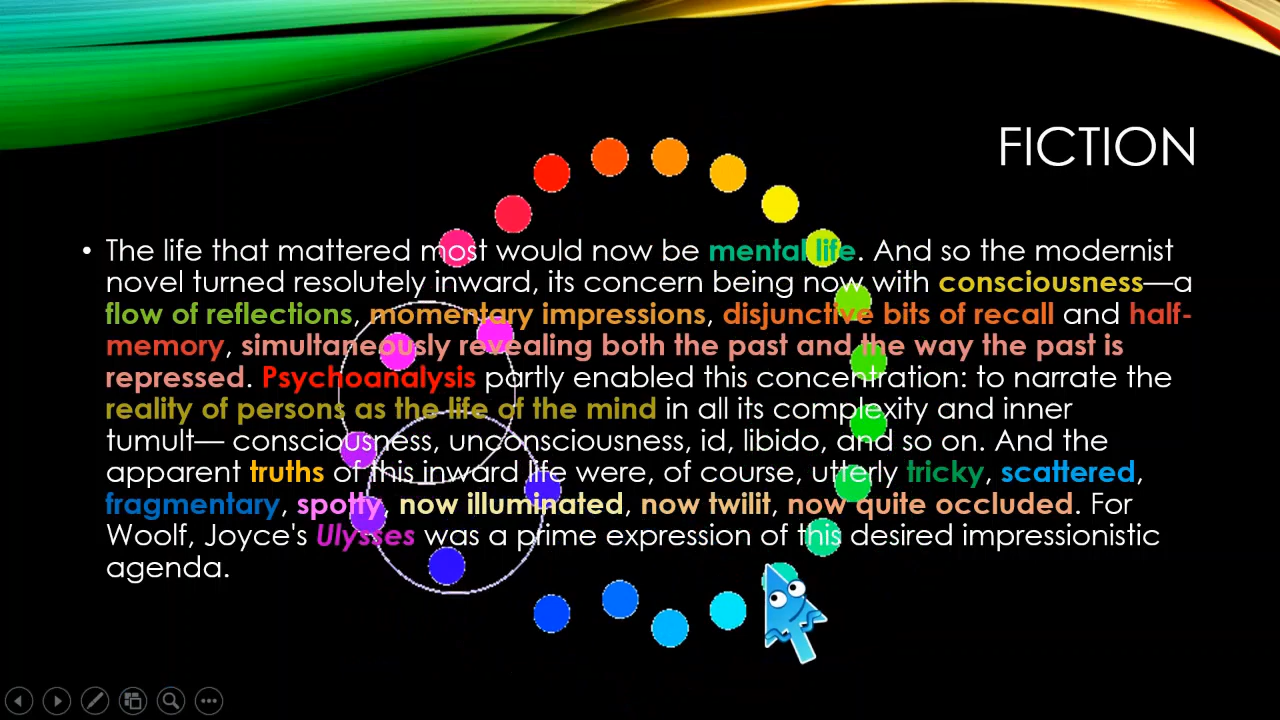 FICTION
• The life that mattered most would now be mental life. And so the modernist
novel turned resolutely inward, its concern being now with consciousness—a
flow of reflections, momentary impressions, disjunctive bits of recall and half-
memory, simultaneously revealing both the past and the way the past is
repressed. Psychoanalysis partly enabled this concentration: to narrate the
reality of persons as the life of the mind in all its complexity and inner
tumult— consciousness, unconsciousness, id, libido, and so on. And the
apparent truths of this inward life were, of course, utterly tricky, scattered,
fragmentary, spotty, now illuminated, now twilit, now quite occluded. For
Woolf, Joyce's Ulysses was a prime expression of this desired impressionistic
agenda.